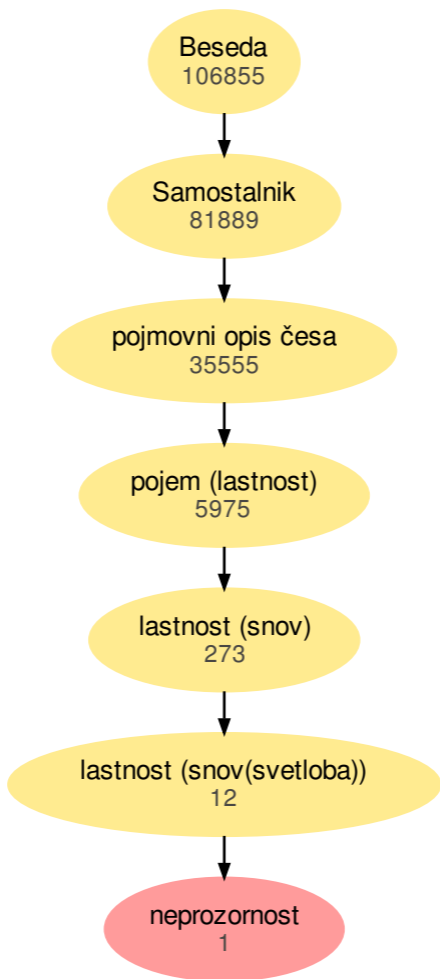 Beseda
106855
Samostalnik
81889
pojmovni opis česa
35555
pojem (lastnost)
5975
lastnost (snov)
273
lastnost (snov(svetloba))
12
neprozornost
1